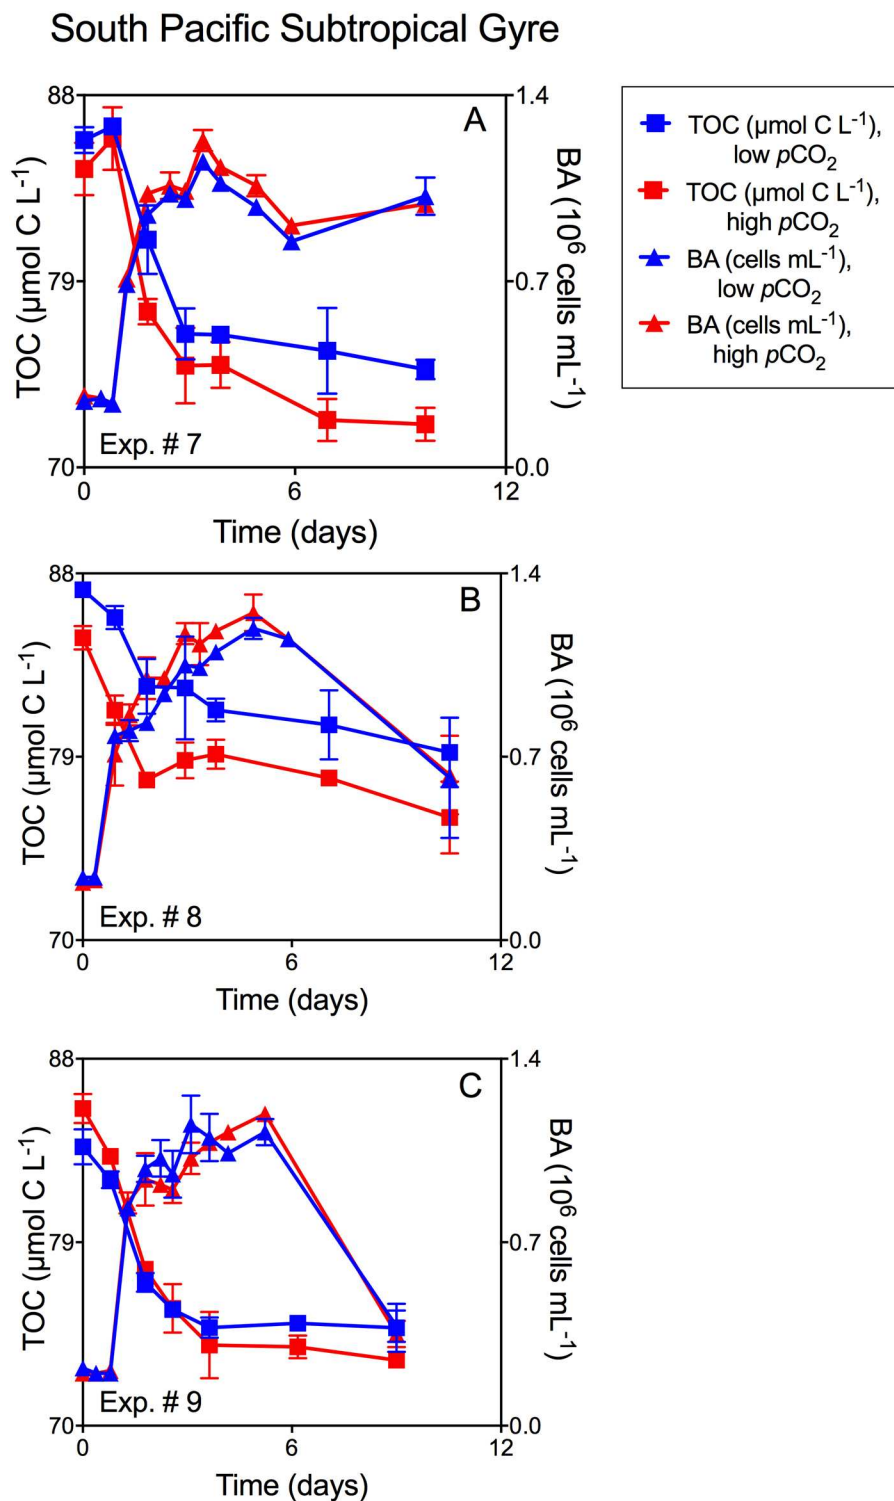 South Pacific Subtropical Gyre
88
79
70
TOC (µmol C L⁻¹)
A
1.4
0.7
0.0
BA (10⁶ cells mL⁻¹)
Exp. # 7
0 6 12
Time (days)
TOC (µmol C L⁻¹),
low pCO₂
TOC (µmol C L⁻¹),
high pCO₂
BA (cells mL⁻¹),
low pCO₂
BA (cells mL⁻¹),
high pCO₂
88
79
70
TOC (µmol C L⁻¹)
B
1.4
0.7
0.0
BA (10⁶ cells mL⁻¹)
Exp. # 8
0 6 12
Time (days)
88
79
70
TOC (µmol C L⁻¹)
C
1.4
0.7
0.0
BA (10⁶ cells mL⁻¹)
Exp. # 9
0 6 12
Time (days)